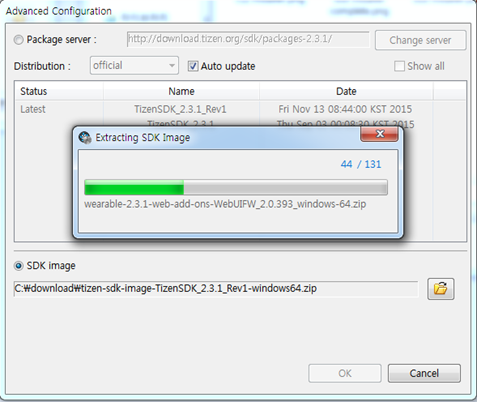 Advanced Configuration
Package server :
http://download.tizen.org/sdk/packages-2.3.1/
Change server
Distribution :
official
Auto update
Show all
Status Name Date
Latest TizenSDK_2.3.1_Rev1 Fri Nov 13 08:44:00 KST 2015
TizenSDK_2.3.1 Thu Sep 03 00:08:30 2015
Extracting SDK Image
44 / 131
wearable-2.3.1-web-add-ons-WebUIFW_2.0.393_windows-64.zip
SDK image
C:₩download₩tizen-sdk-image-TizenSDK_2.3.1_Rev1-windows64.zip
OK
Cancel